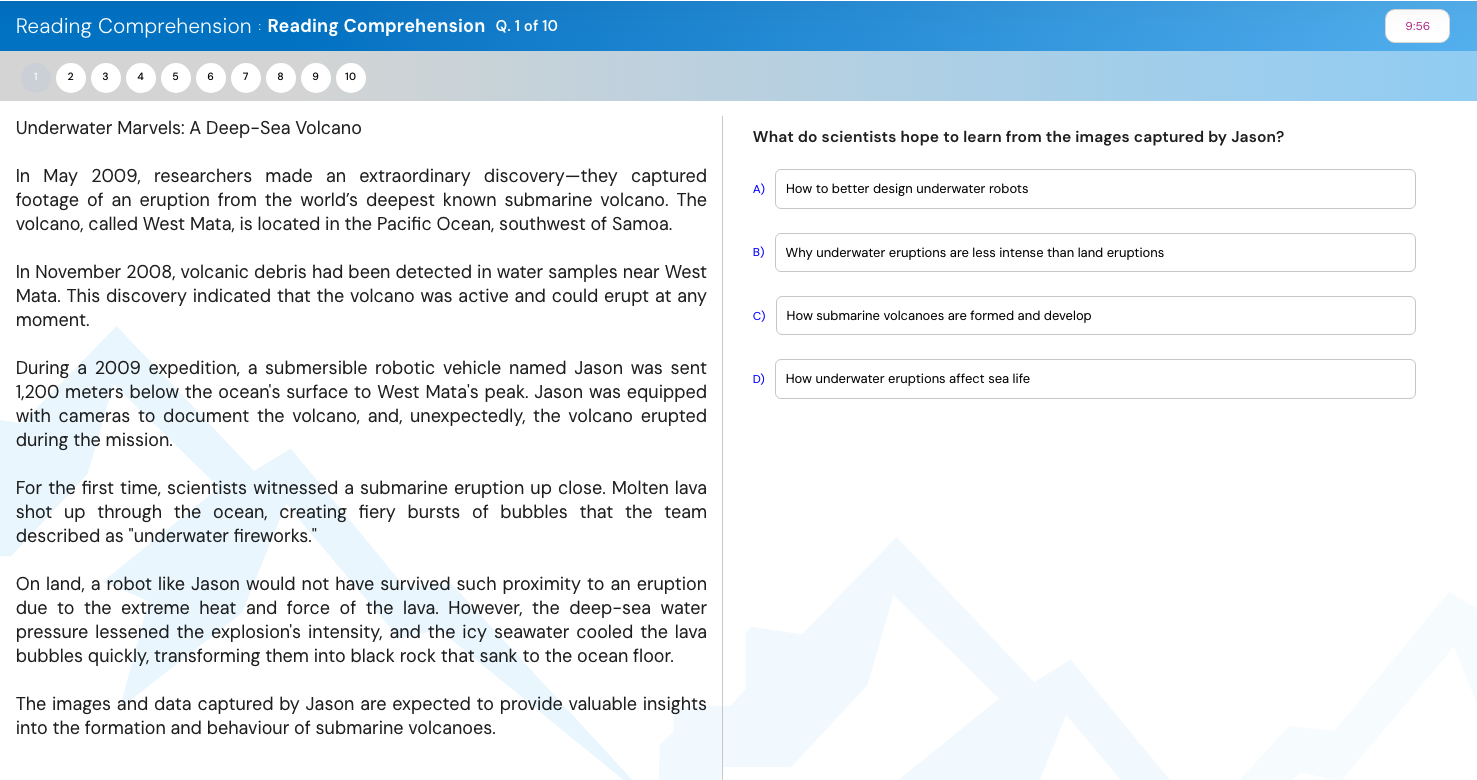 Reading Comprehension : Reading Comprehension Q. 1 of 10
9:56
1 2 3 4 5 6 7 8 9 10
Underwater Marvels: A Deep-Sea Volcano
In May 2009, researchers made an extraordinary discovery—they captured
footage of an eruption from the world’s deepest known submarine volcano. The
volcano, called West Mata, is located in the Pacific Ocean, southwest of Samoa.
In November 2008, volcanic debris had been detected in water samples near West
Mata. This discovery indicated that the volcano was active and could erupt at any
moment.
During a 2009 expedition, a submersible robotic vehicle named Jason was sent
1,200 meters below the ocean's surface to West Mata's peak. Jason was equipped
with cameras to document the volcano, and, unexpectedly, the volcano erupted
during the mission.
For the first time, scientists witnessed a submarine eruption up close. Molten lava
shot up through the ocean, creating fiery bursts of bubbles that the team
described as "underwater fireworks."
On land, a robot like Jason would not have survived such proximity to an eruption
due to the extreme heat and force of the lava. However, the deep-sea water
pressure lessened the explosion's intensity, and the icy seawater cooled the lava
bubbles quickly, transforming them into black rock that sank to the ocean floor.
The images and data captured by Jason are expected to provide valuable insights
into the formation and behaviour of submarine volcanoes.
What do scientists hope to learn from the images captured by Jason?
A) How to better design underwater robots
B) Why underwater eruptions are less intense than land eruptions
C) How submarine volcanoes are formed and develop
D) How underwater eruptions affect sea life